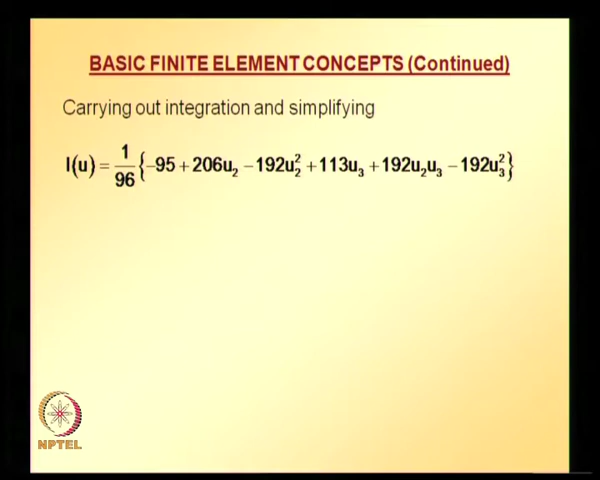 BASIC FINITE ELEMENT CONCEPTS (Continued)
Carrying out integration and simplifying
I(u) = 1/96 {−95 + 206u₂ − 192u₂² + 113u₃ + 192u₂u₃ − 192u₃²}
NPTEL